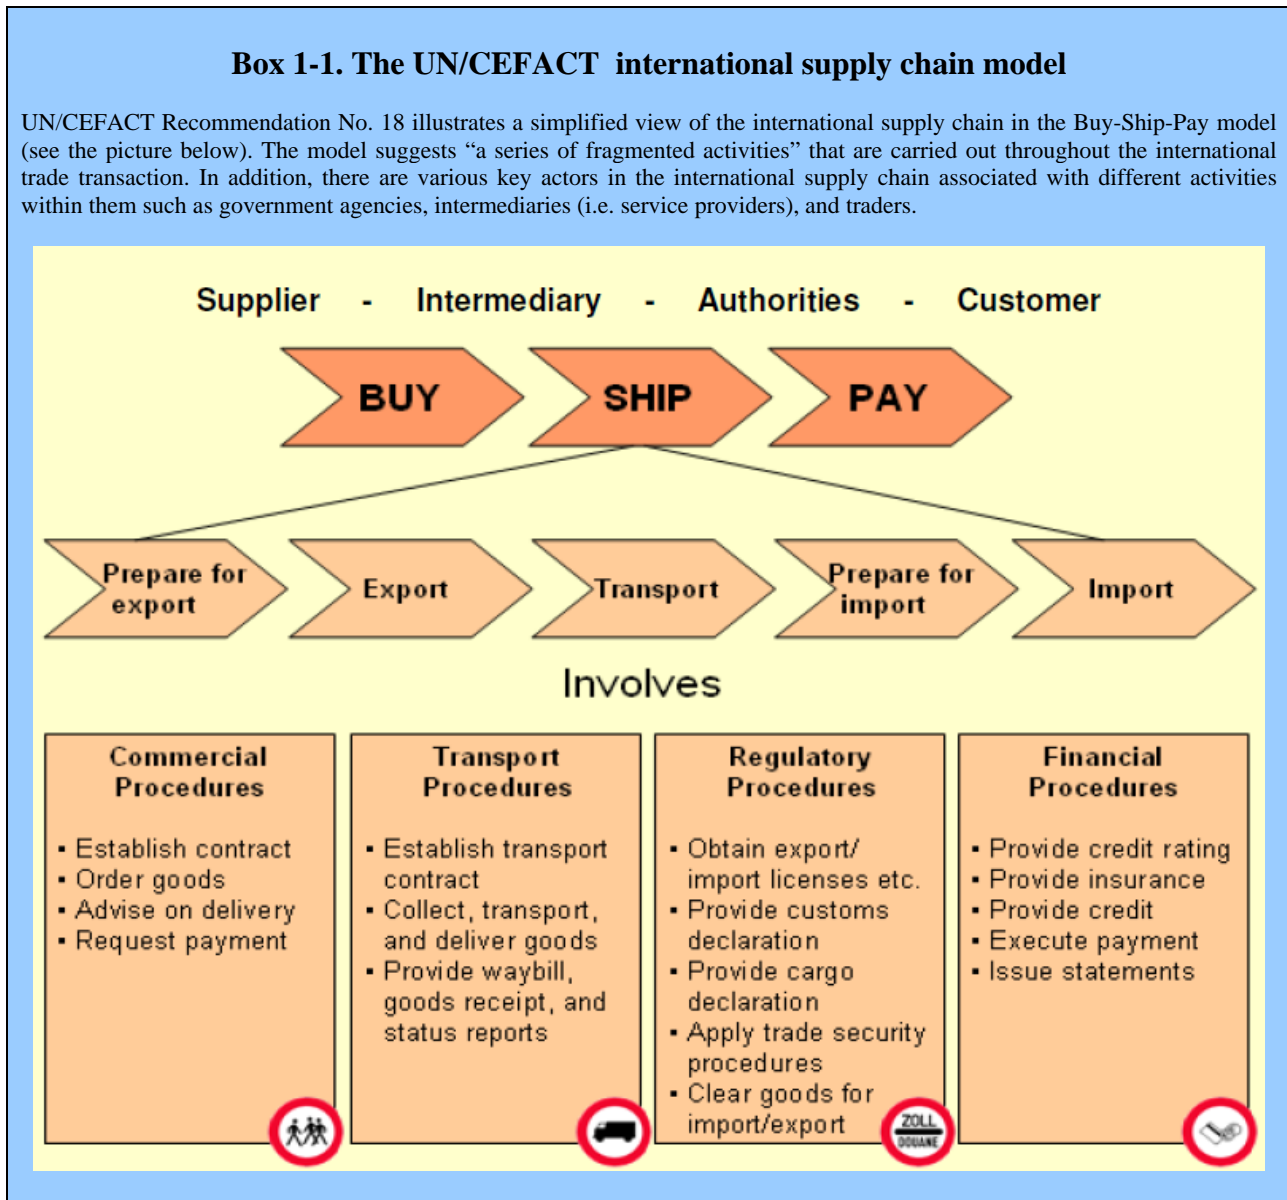 Box 1-1. The UN/CEFACT international supply chain model
UN/CEFACT Recommendation No. 18 illustrates a simplified view of the international supply chain in the Buy-Ship-Pay model
(see the picture below). The model suggests “a series of fragmented activities” that are carried out throughout the international
trade transaction. In addition, there are various key actors in the international supply chain associated with different activities
within them such as government agencies, intermediaries (i.e. service providers), and traders.
Supplier - Intermediary - Authorities - Customer
BUY
SHIP
PAY
Prepare for
export
Export
Transport
Prepare for
import
Import
Involves
Commercial
Procedures
▪ Establish contract
▪ Order goods
▪ Advise on delivery
▪ Request payment
Transport
Procedures
▪ Establish transport
contract
▪ Collect, transport,
and deliver goods
▪ Provide waybill,
goods receipt, and
status reports
Regulatory
Procedures
▪ Obtain export/
import licenses etc.
▪ Provide customs
declaration
▪ Provide cargo
declaration
▪ Apply trade security
procedures
▪ Clear goods for
import/export
ZOLL
DOUANE
Financial
Procedures
▪ Provide credit rating
▪ Provide insurance
▪ Provide credit
▪ Execute payment
▪ Issue statements